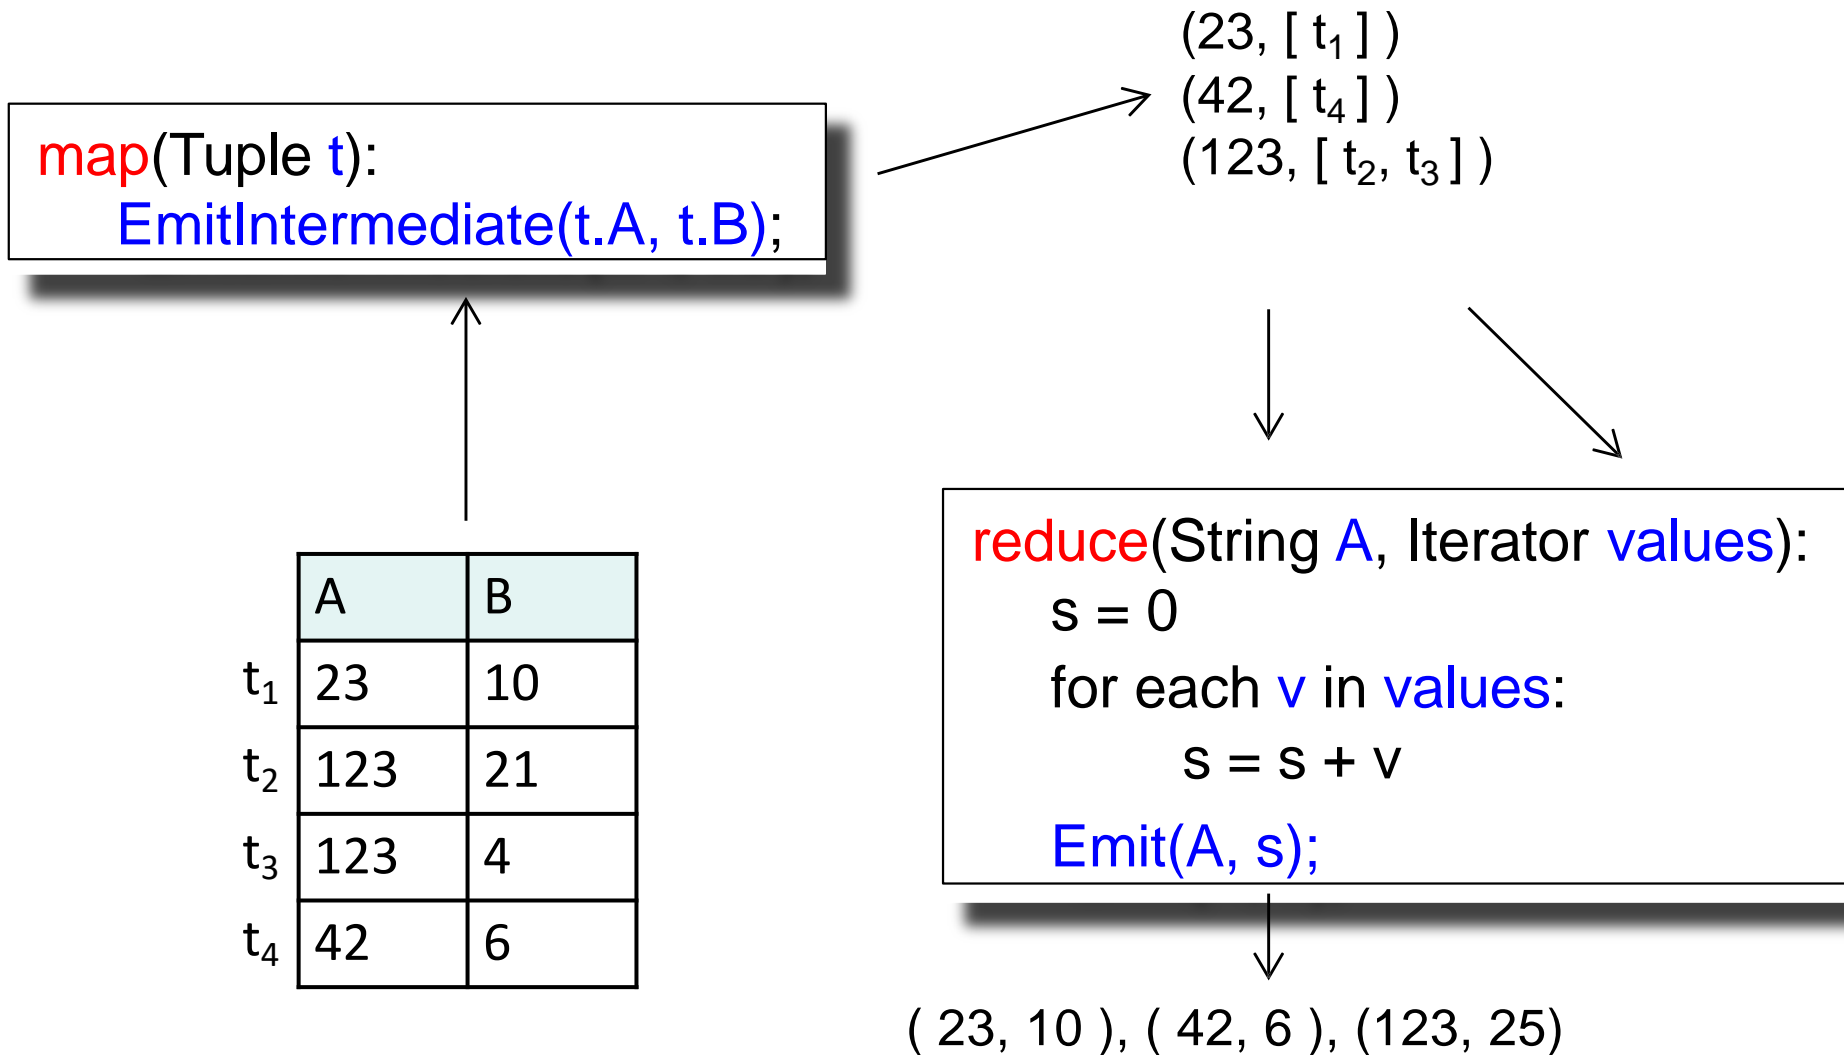 map(Tuple t):
EmitIntermediate(t.A, t.B);
(23, [ t₁ ] )
(42, [ t₄ ] )
(123, [ t₂, t₃ ] )
A B
t₁ 23 10
t₂ 123 21
t₃ 123 4
t₄ 42 6
reduce(String A, Iterator values):
s = 0
for each v in values:
s = s + v
Emit(A, s);
( 23, 10 ), ( 42, 6 ), (123, 25)